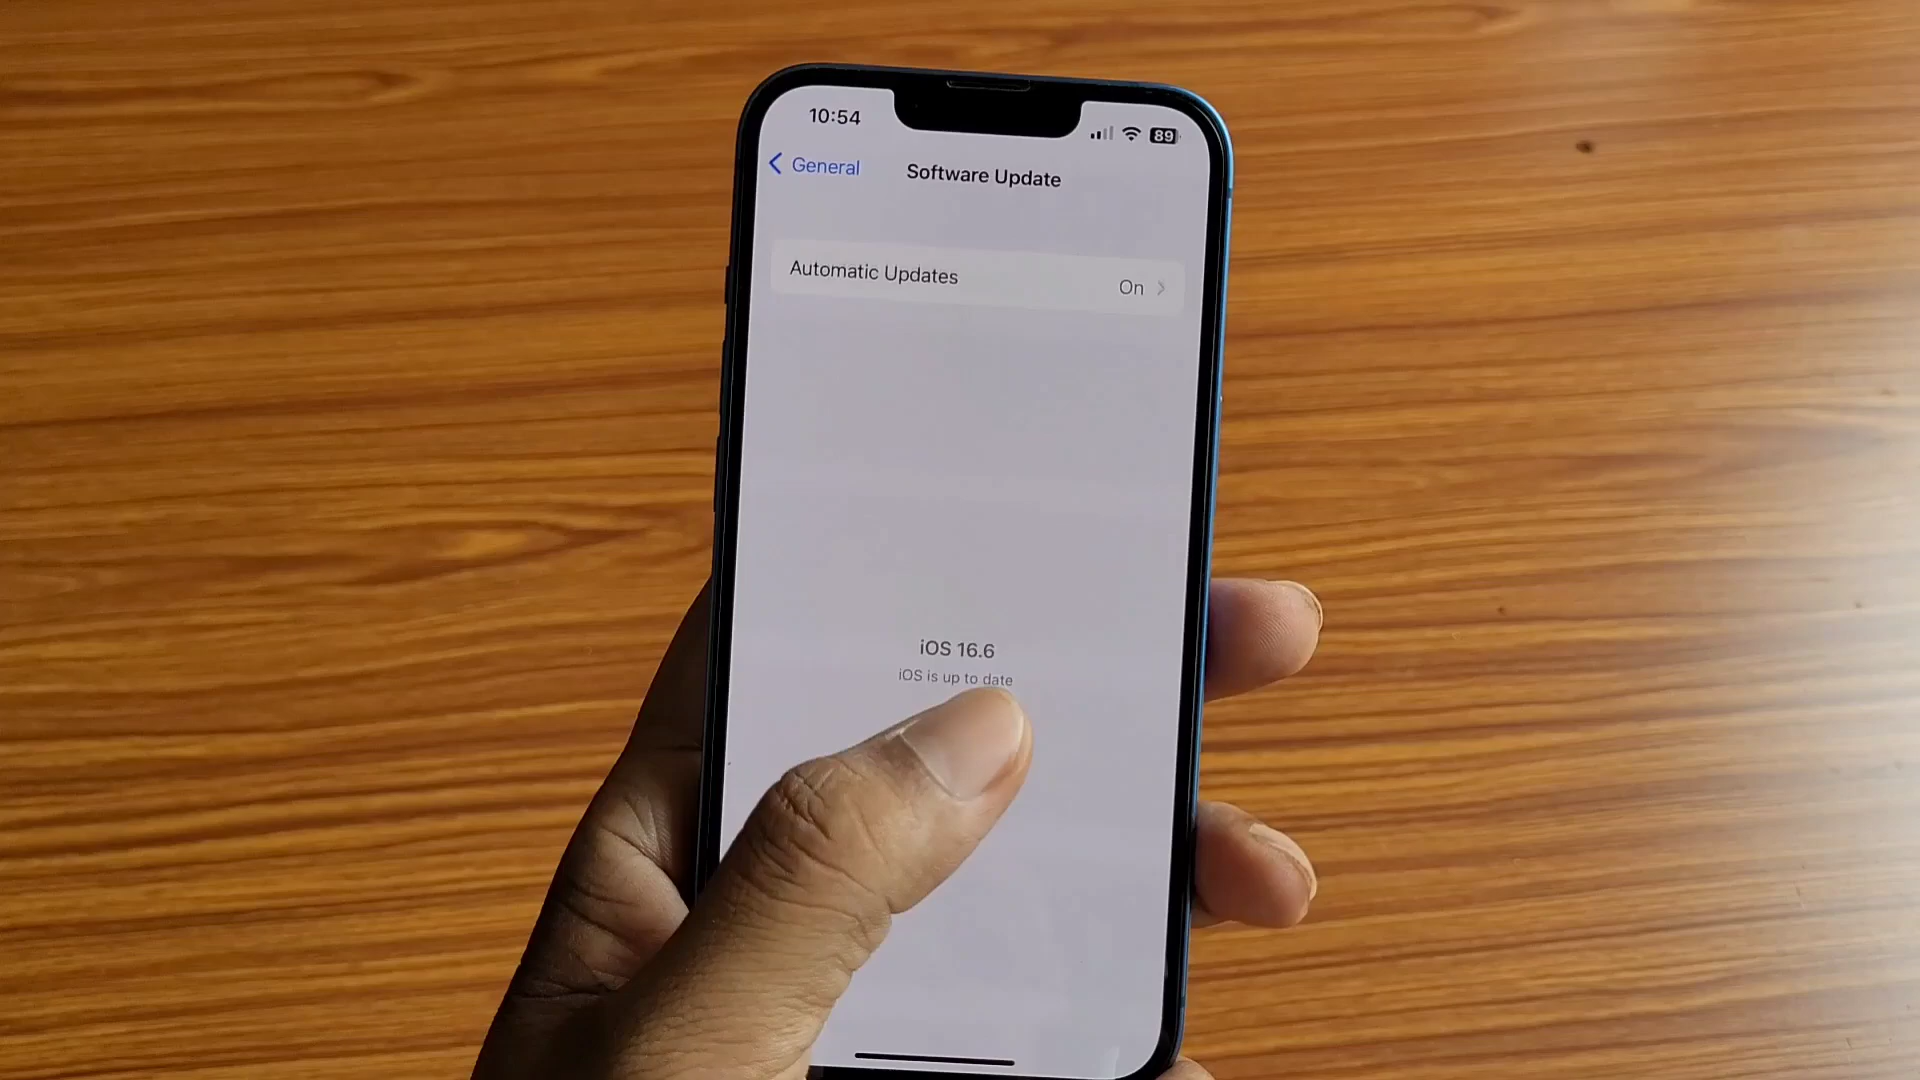 10:54
89
General
Software Update
Automatic Updates
On
iOS 16.6
iOS is up to date